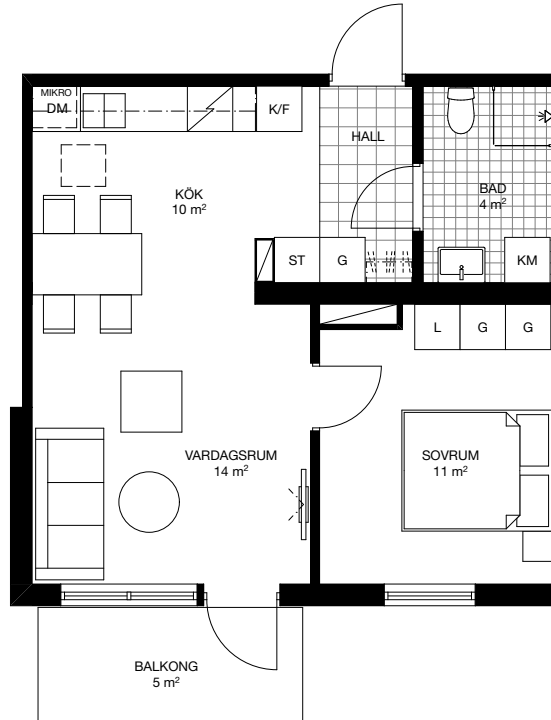 MIKRO
DM
K/F
HALL
KÖK
10 m²
BAD
4 m²
ST
G
KM
L
G
G
VARDAGSRUM
14 m²
SOVRUM
11 m²
BALKONG
5 m²